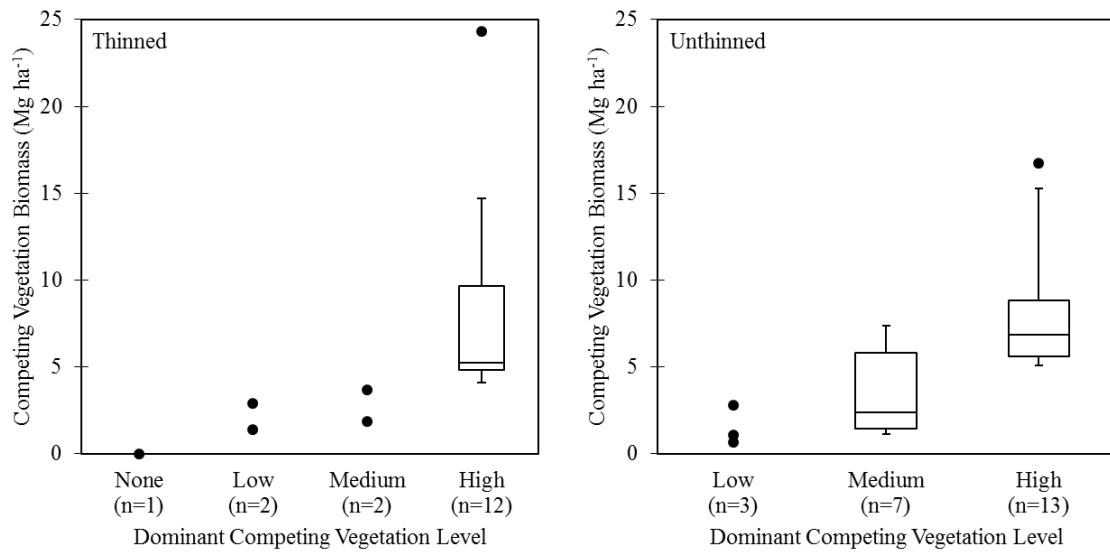 Thinned
Competing Vegetation Biomass (Mg ha⁻¹)
25
20
15
10
5
0
None Low Medium High
(n=1) (n=2) (n=2) (n=12)
Dominant Competing Vegetation Level
Unthinned
Competing Vegetation Biomass (Mg ha⁻¹)
25
20
15
10
5
0
Low Medium High
(n=3) (n=7) (n=13)
Dominant Competing Vegetation Level